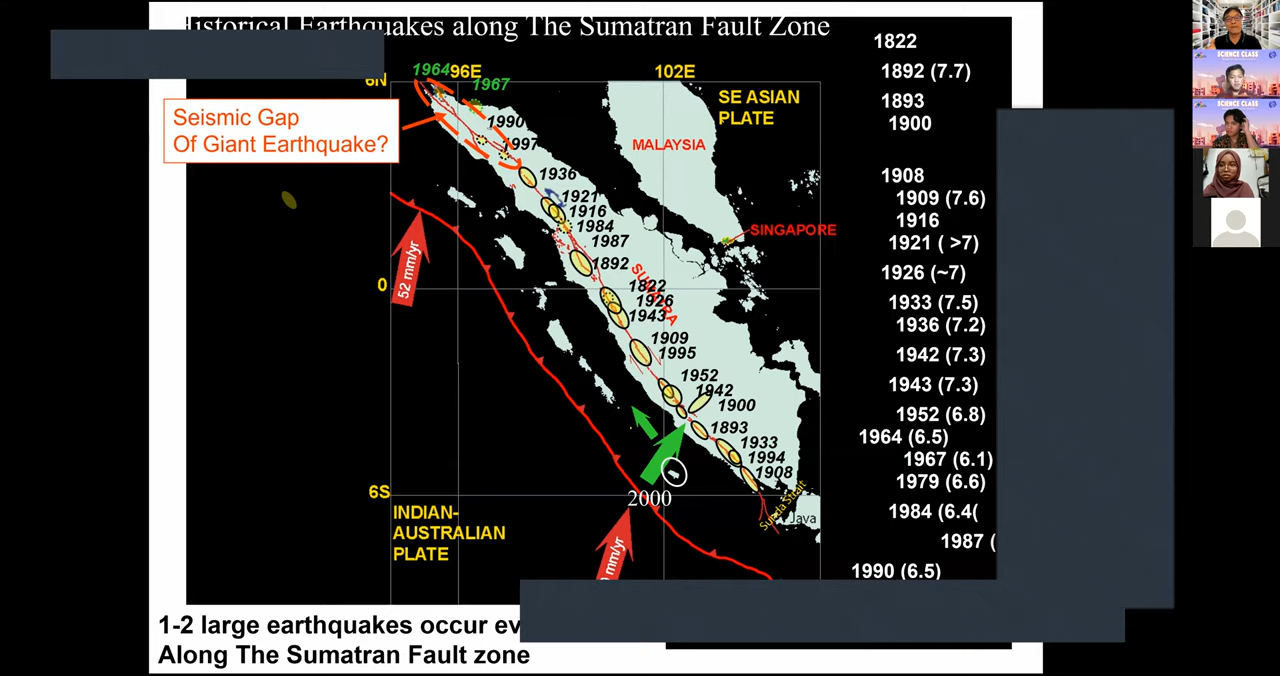 Historical Earthquakes along The Sumatran Fault Zone
1964
96E
102E
6N
1967
SE ASIAN
PLATE
Seismic Gap
Of Giant Earthquake?
1990
1997
MALAYSIA
1936
1921
1916
1984
1987
SINGAPORE
52 mm/yr
1892
SUMATRA
0
1822
1926
1943
1909
1995
1952
1942
1900
1893
1933
1994
1908
6S
2000
Sunda Strait
Java
INDIAN-
AUSTRALIAN
PLATE
mm/yr
1822
1892 (7.7)
1893
1900
1908
1909 (7.6)
1916
1921 ( >7)
1926 (~7)
1933 (7.5)
1936 (7.2)
1942 (7.3)
1943 (7.3)
1952 (6.8)
1964 (6.5)
1967 (6.1)
1979 (6.6)
1984 (6.4(
1987 (
1990 (6.5)
1-2 large earthquakes occur
Along The Sumatran Fault zone
SCIENCE CLASS
SCIENCE CLASS